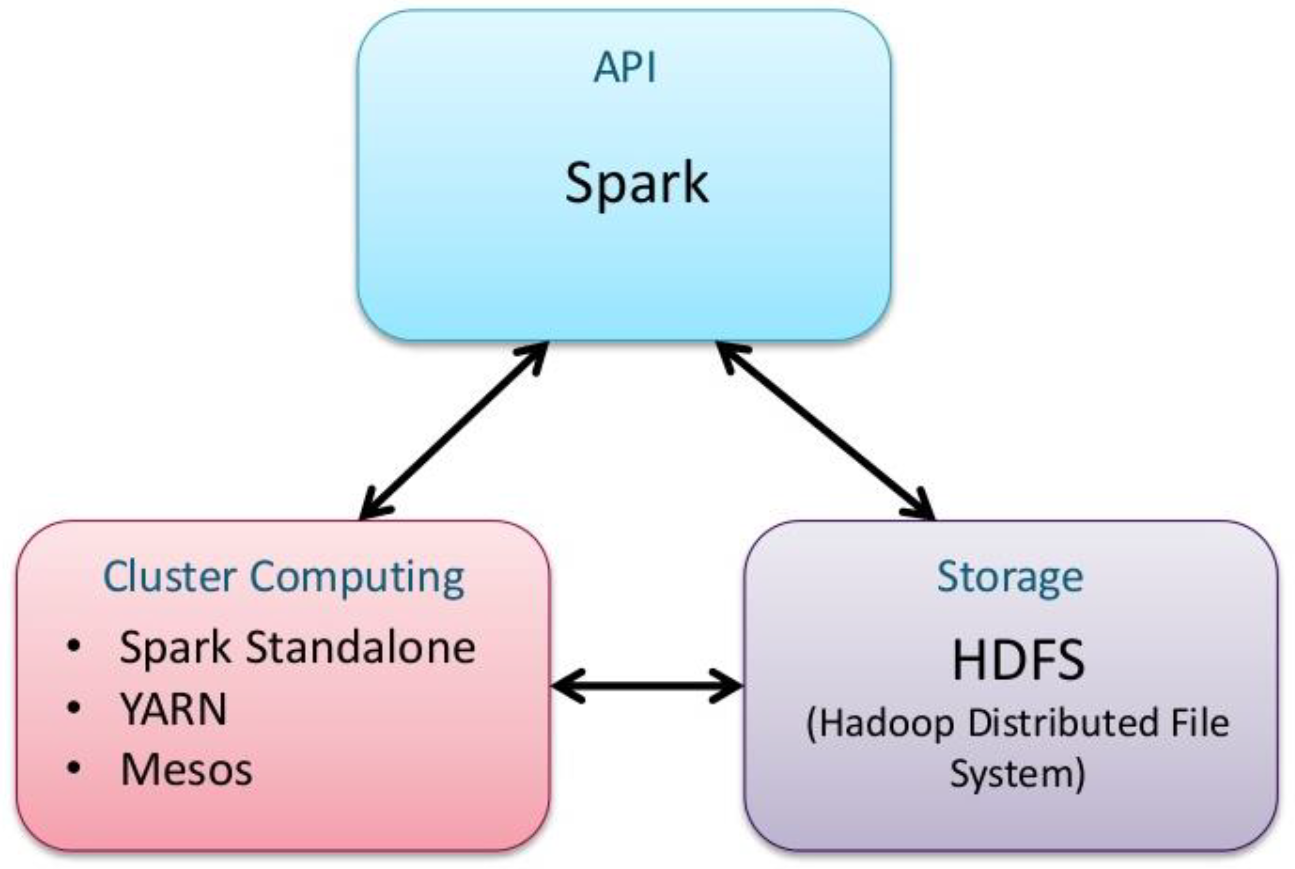 API
Spark
Cluster Computing
• Spark Standalone
• YARN
• Mesos
Storage
HDFS
(Hadoop Distributed File
System)